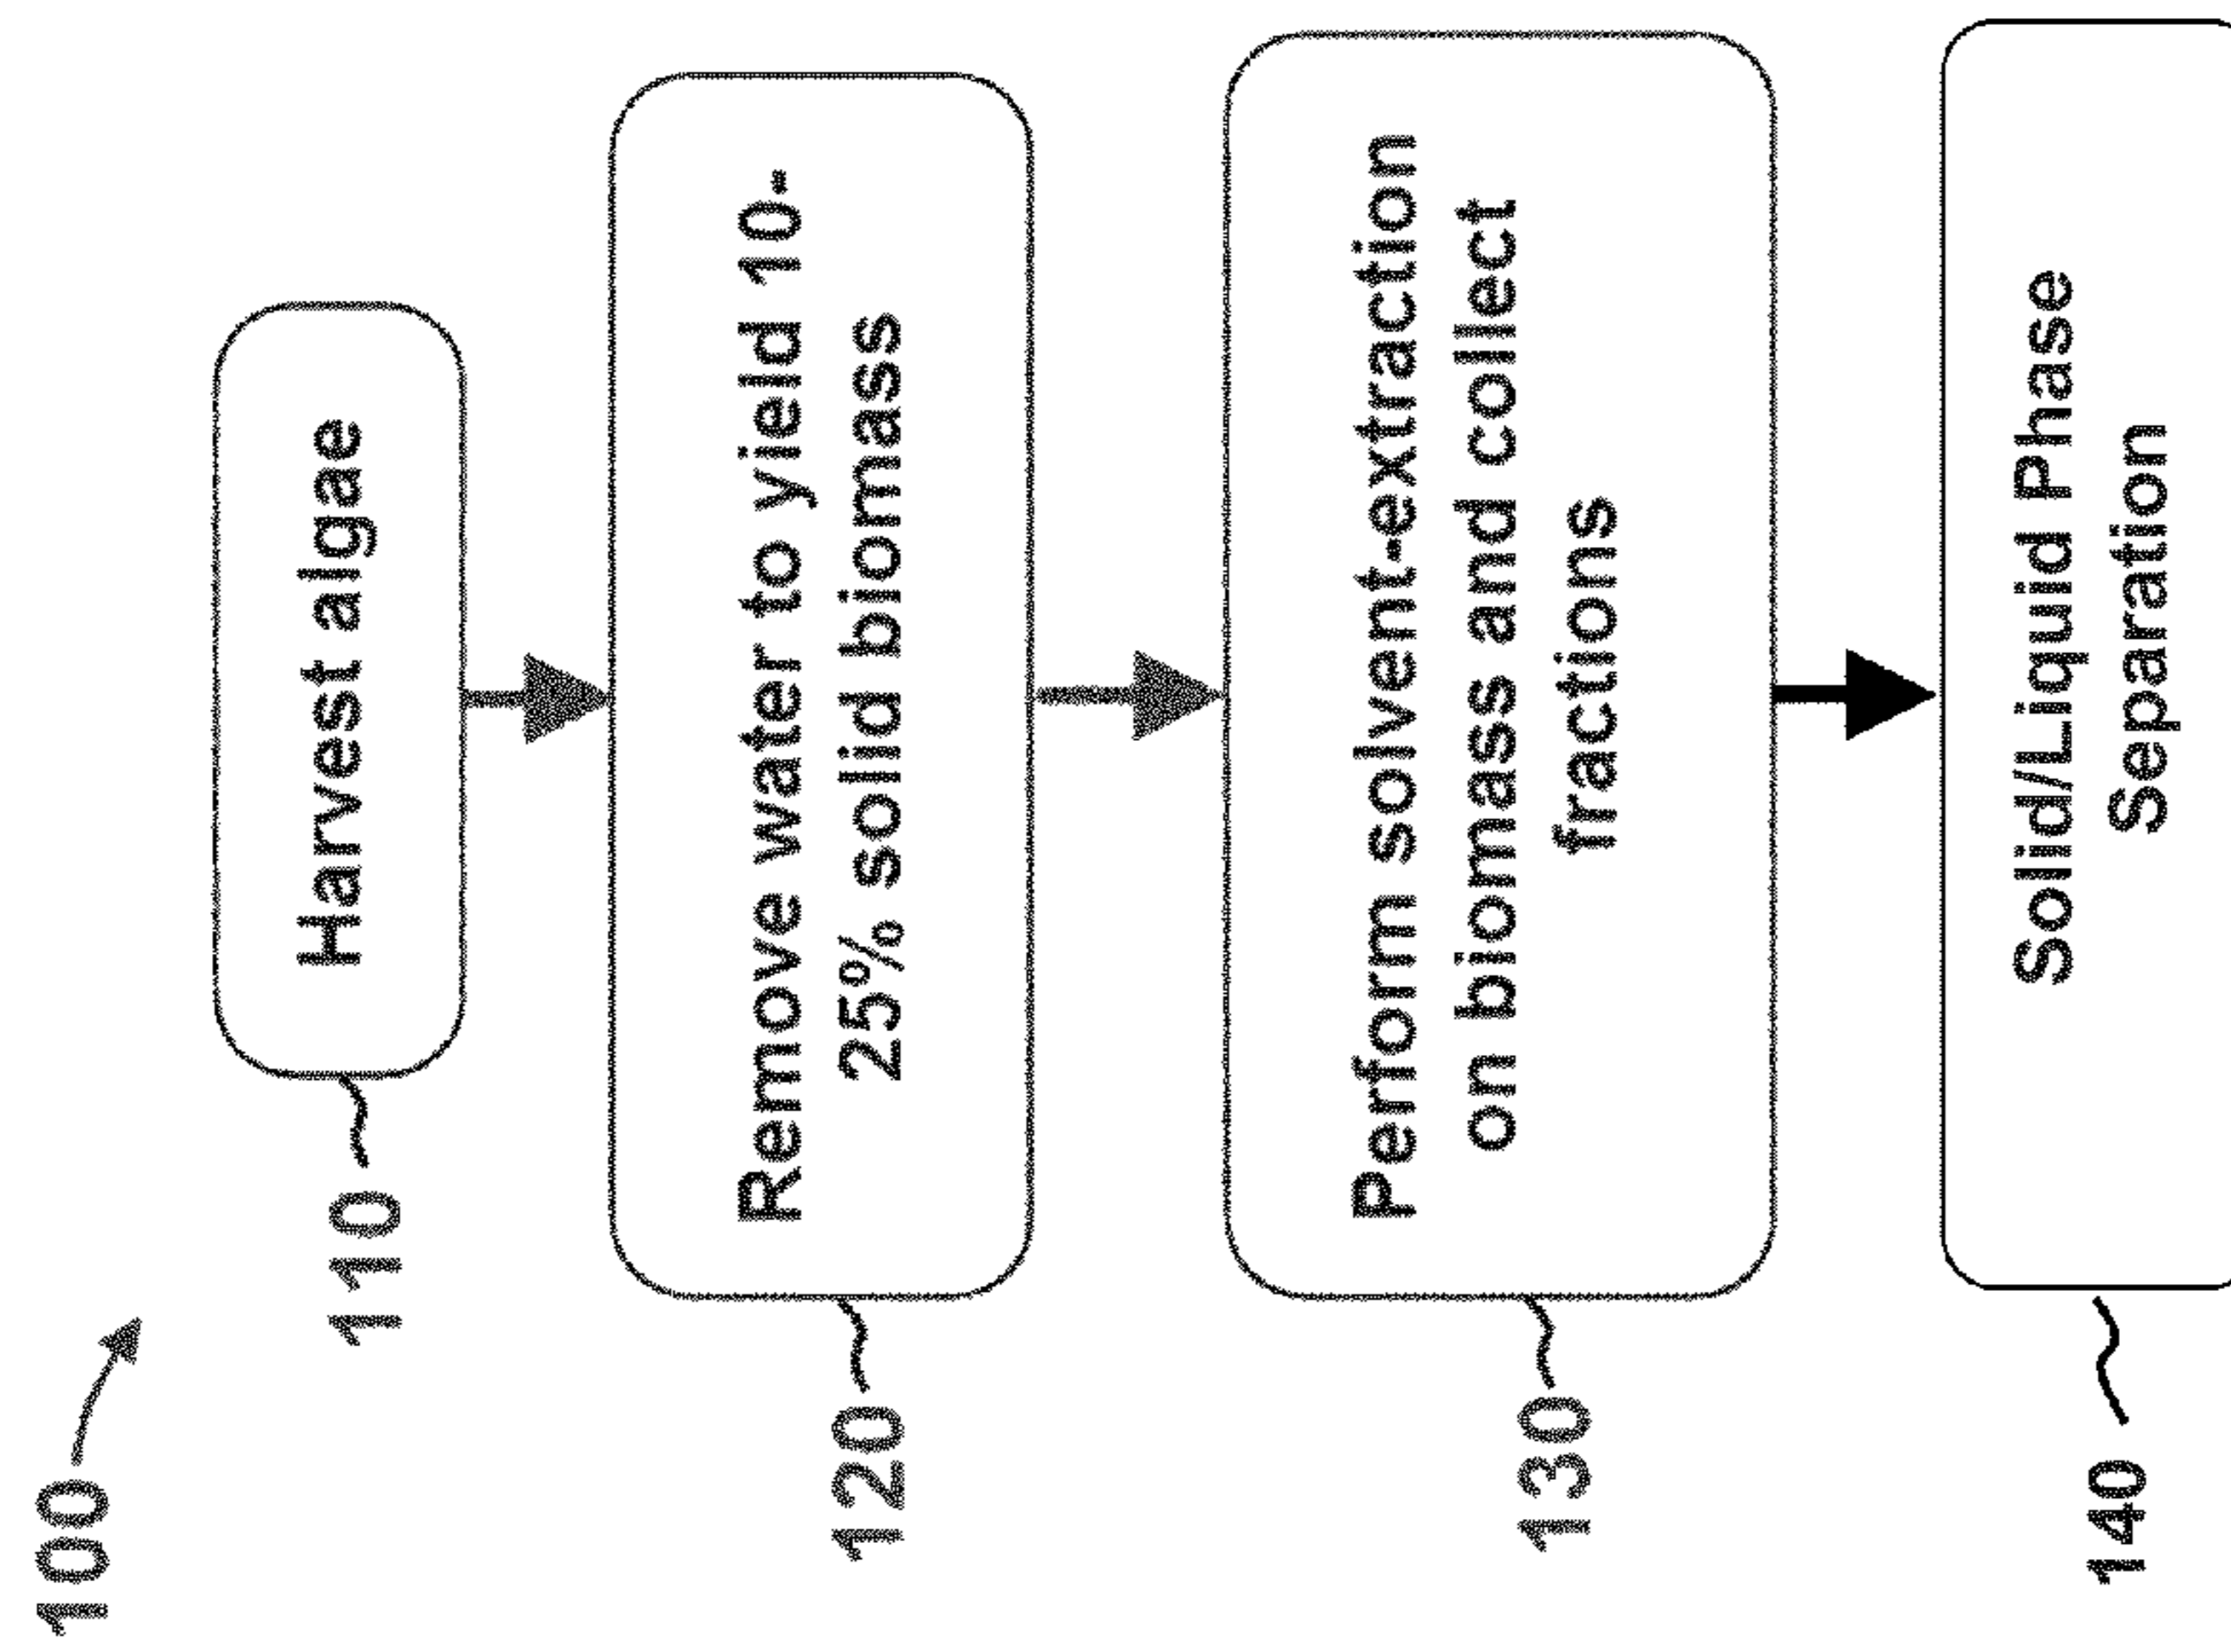 100
110
Harvest algae
120
Remove water to yield 10-
25% solid biomass
130
Perform solvent-extraction
on biomass and collect
fractions
140
Solid/Liquid Phase
Separation